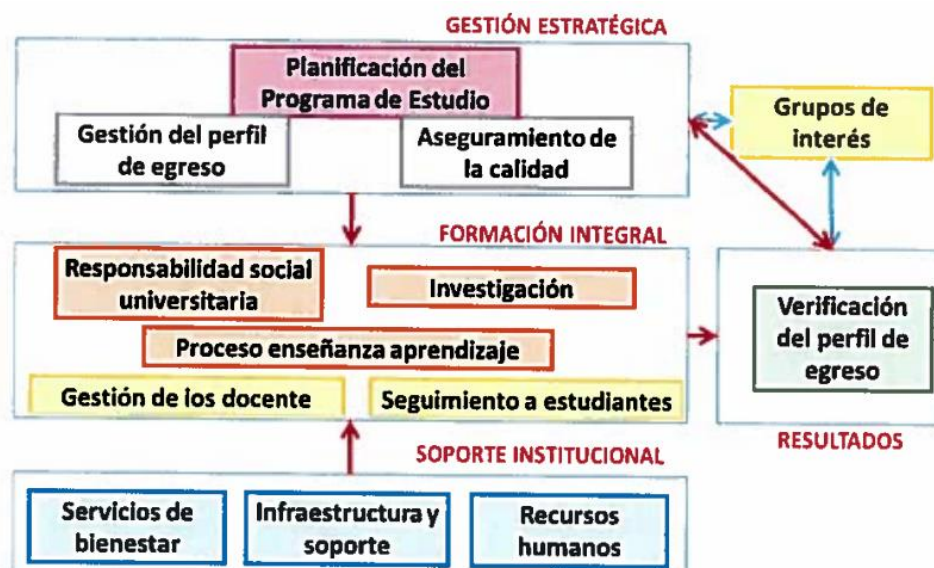 GESTIÓN ESTRATÉGICA
Planificación del
Programa de Estudio
Gestión del perfil
de egreso
Aseguramiento de
la calidad
Grupos de
interés
FORMACIÓN INTEGRAL
Responsabilidad social
universitaria
Investigación
Proceso enseñanza aprendizaje
Gestión de los docente
Seguimiento a estudiantes
Verificación
del perfil de
egreso
RESULTADOS
SOPORTE INSTITUCIONAL
Servicios de
bienestar
Infraestructura y
soporte
Recursos
humanos